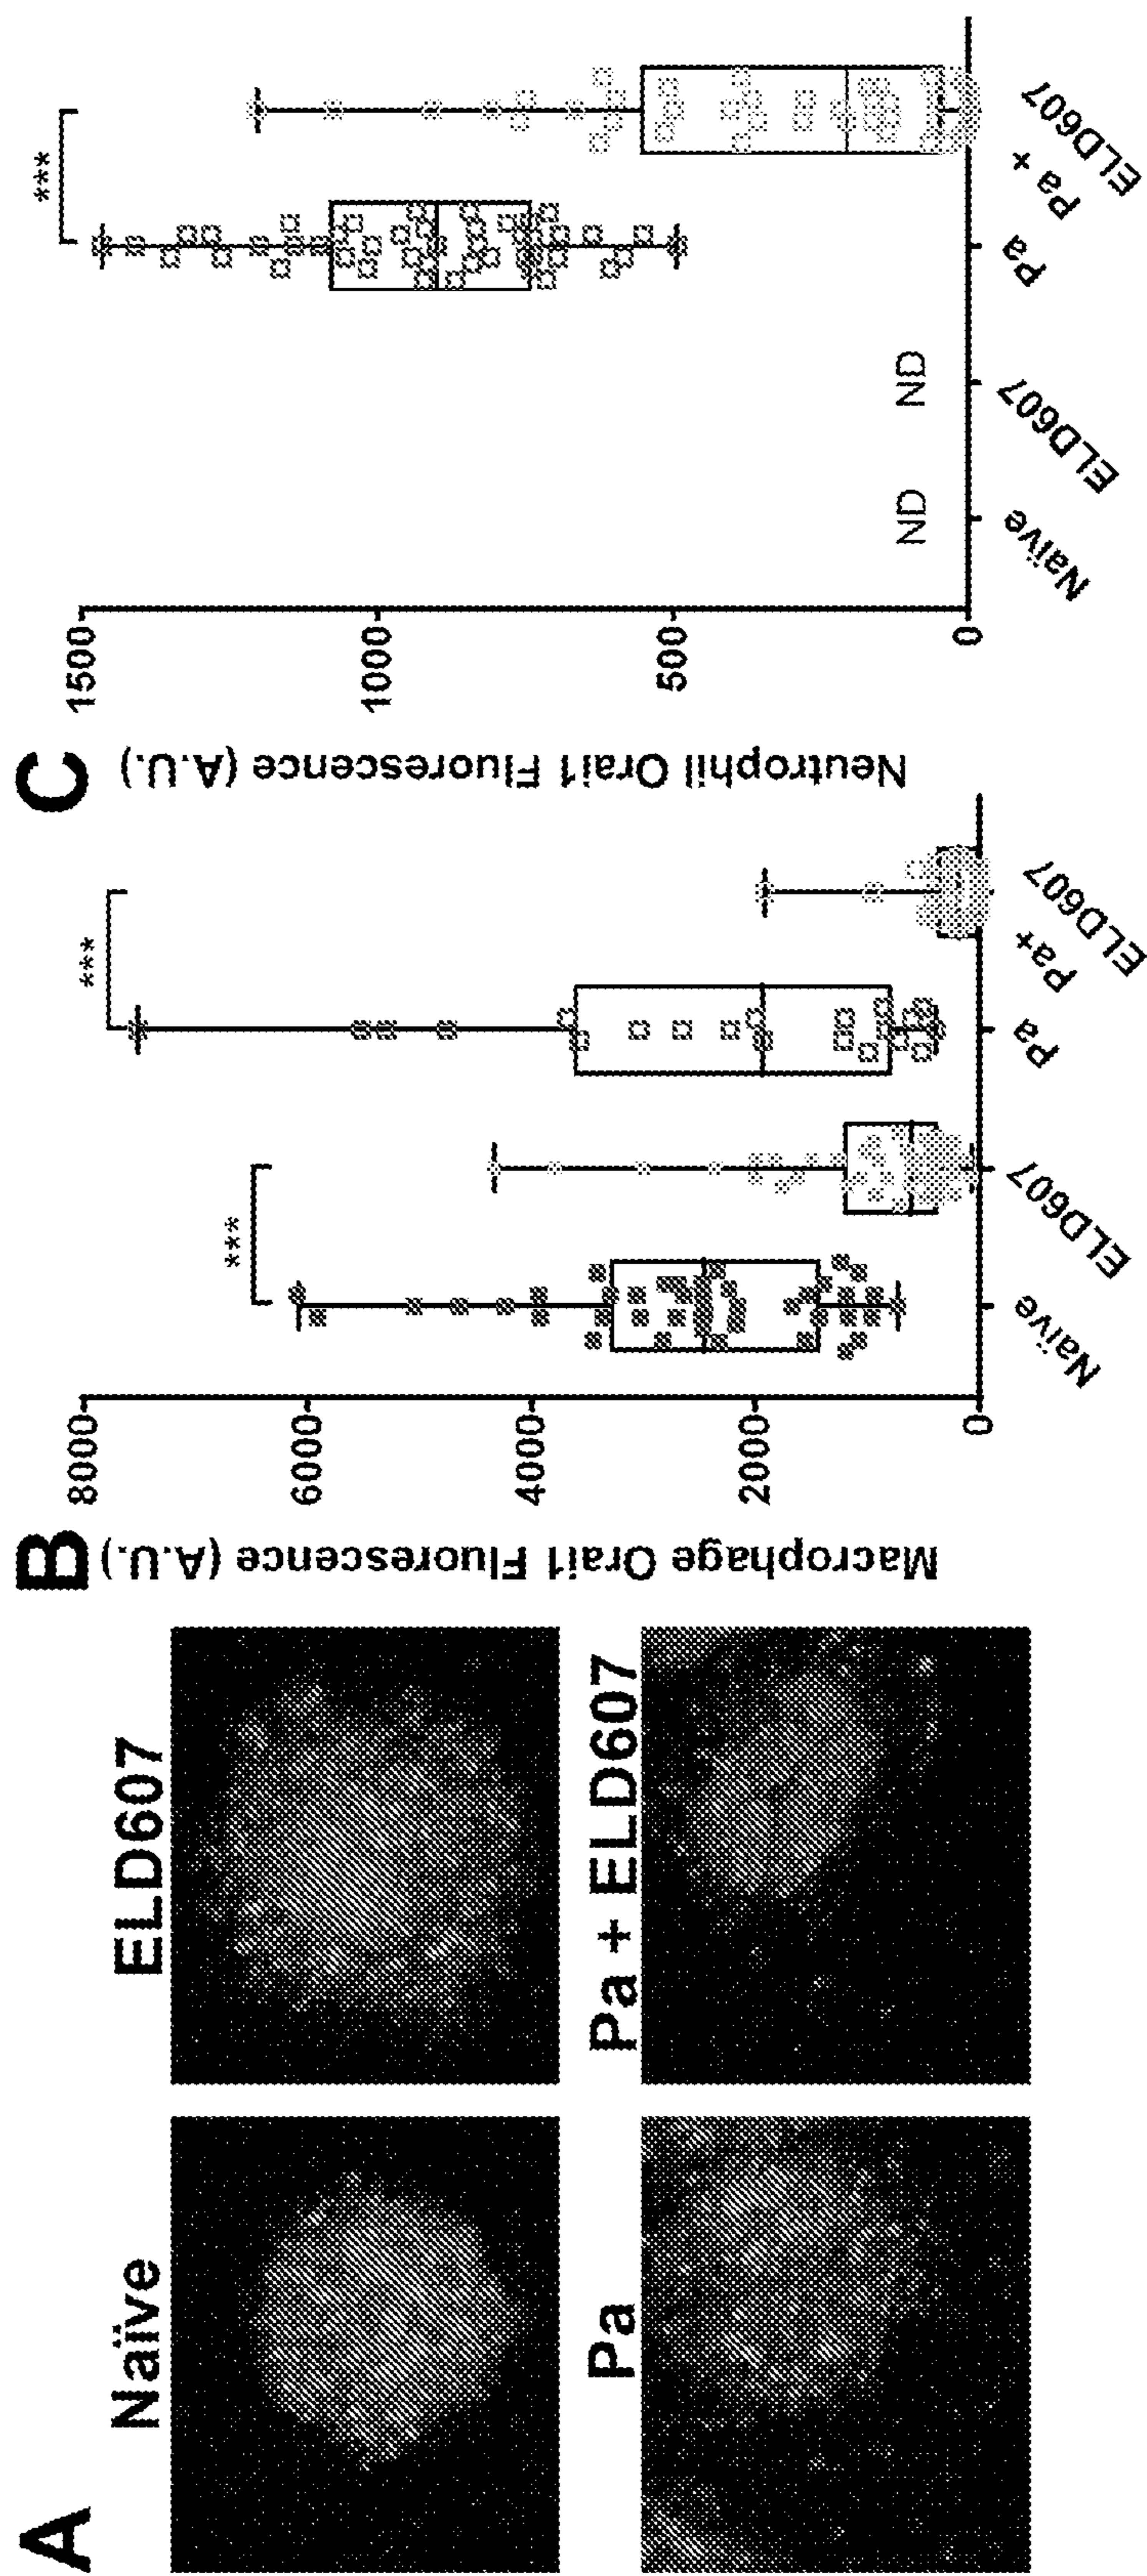 A
Naïve
ELD607
Pa
Pa + ELD607
B
Macrophage Orai1 Fluorescence (A.U.)
8000
6000
4000
2000
0
***
***
Naïve
ELD607
Pa
Pa+
ELD607
C
Neutrophil Orai1 Fluorescence (A.U.)
1500
1000
500
0
ND
ND
***
Naïve
ELD607
Pa
Pa +
ELD607